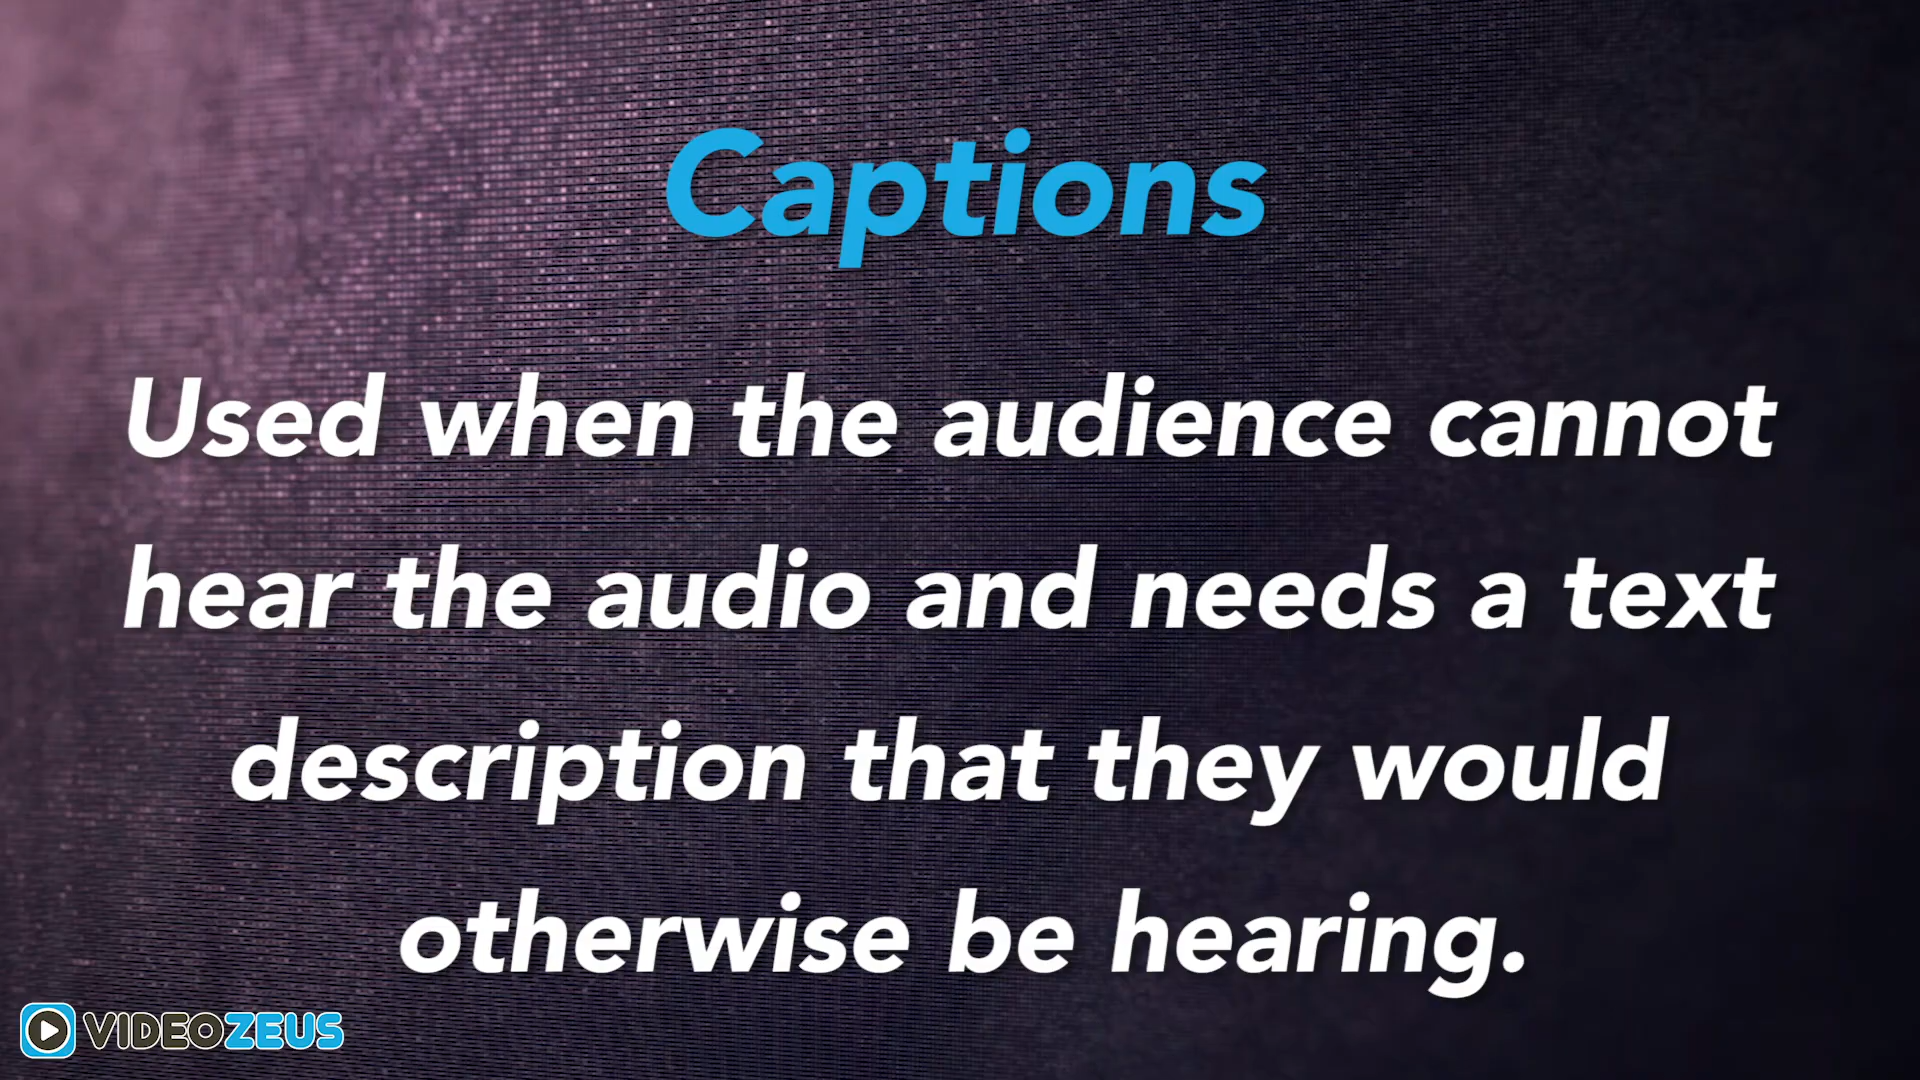 Captions
Used when the audience cannot
hear the audio and needs a text
description that they would
otherwise be hearing.
VIDEOZEUS